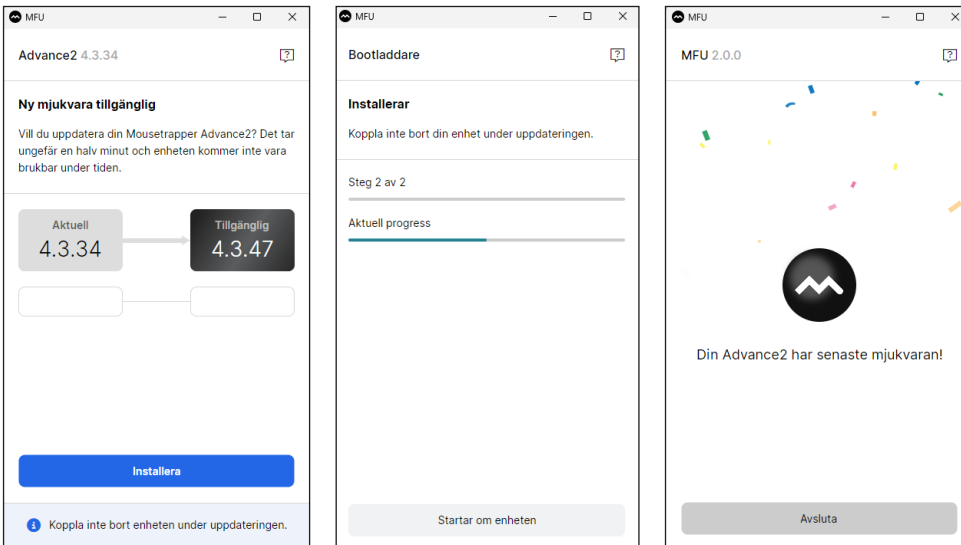 MFU
Advance2 4.3.34
Ny mjukvara tillgänglig
Vill du uppdatera din Mousetrapper Advance2? Det tar
ungefär en halv minut och enheten kommer inte vara
brukbar under tiden.
Aktuell
4.3.34
Tillgänglig
4.3.47
Installera
Koppla inte bort enheten under uppdateringen.
MFU
Bootladdare
Installerar
Koppla inte bort din enhet under uppdateringen.
Steg 2 av 2
Aktuell progress
Startar om enheten
MFU
MFU 2.0.0
Din Advance2 har senaste mjukvaran!
Avsluta